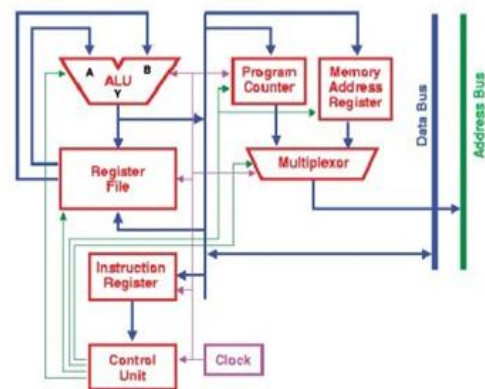 A
B
ALU
Y
Program
Counter
Memory
Address
Register
Register
File
Multiplexor
Instruction
Register
Control
Unit
Clock
Data Bus
Address Bus